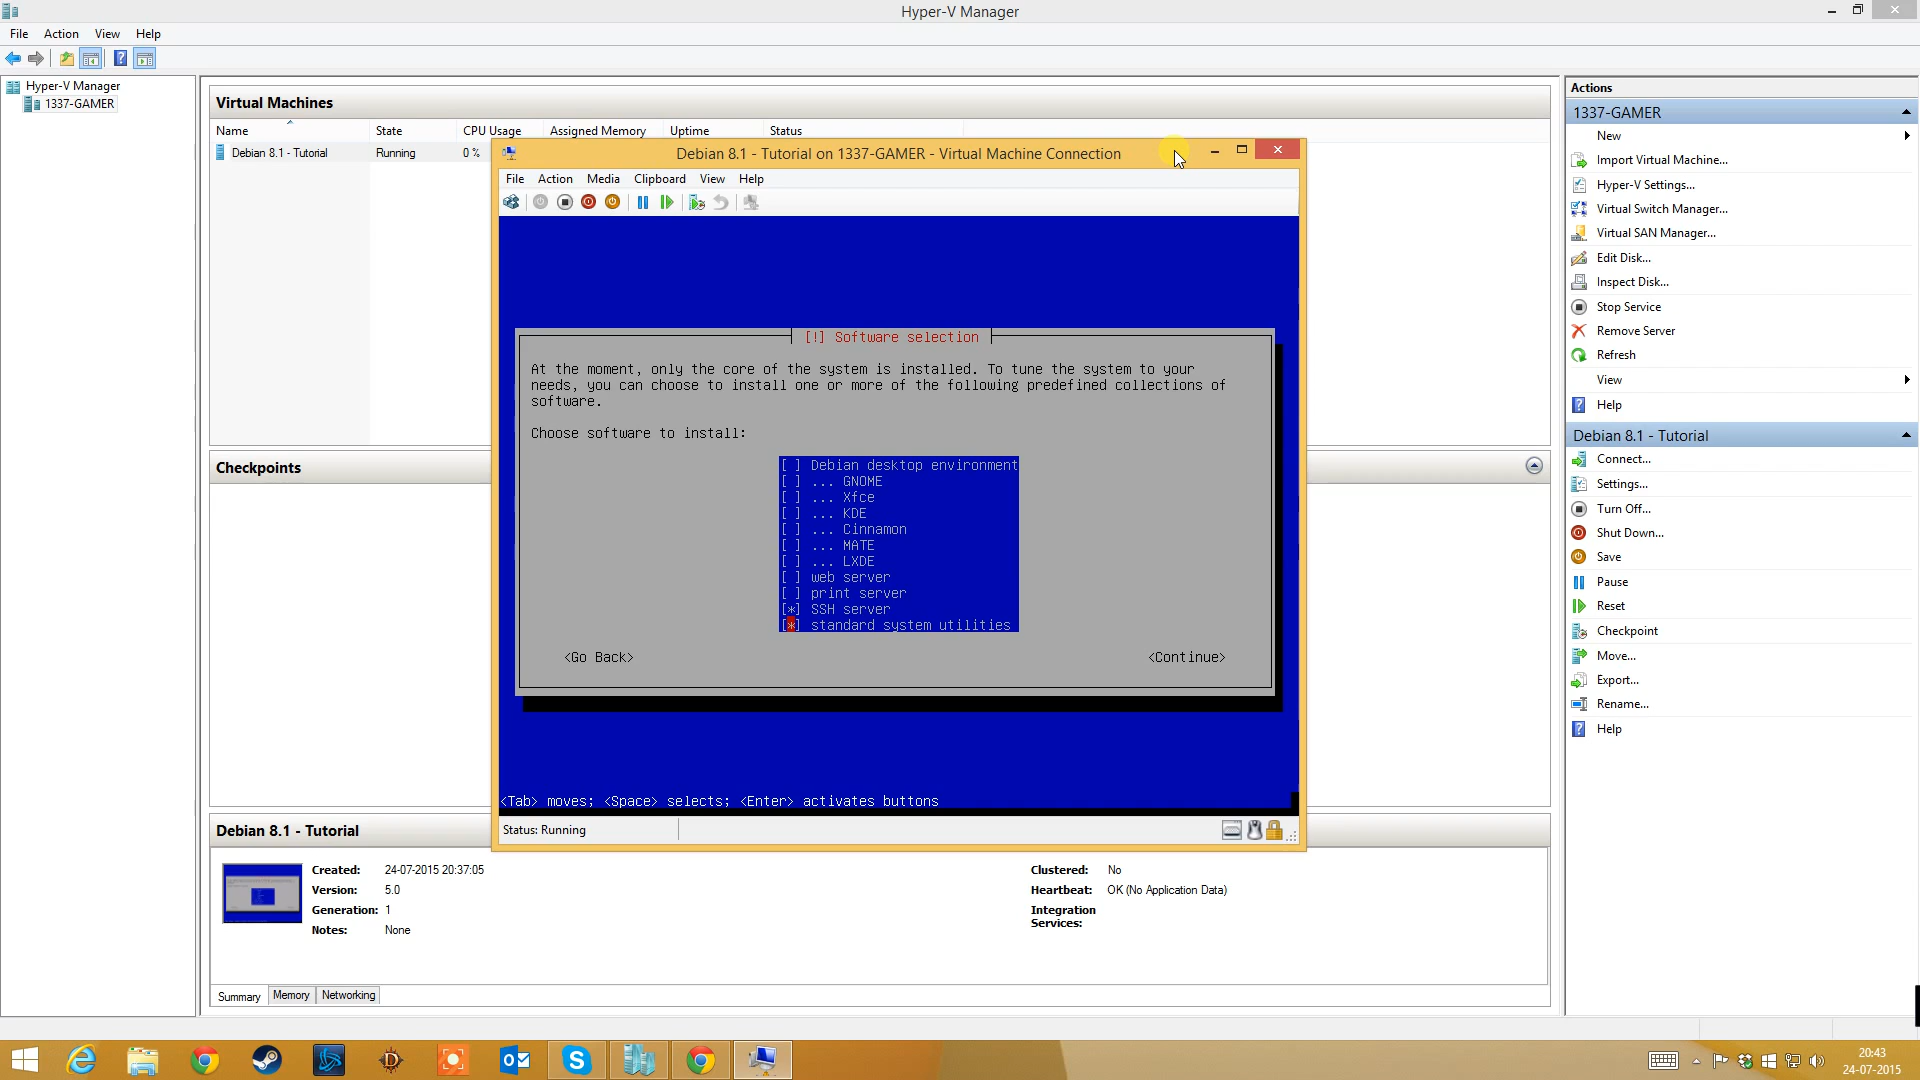 Hyper-V Manager
File Action View Help
Hyper-V Manager
1337-GAMER
Virtual Machines
Name State CPU Usage Assigned Memory Uptime Status
Debian 8.1 - Tutorial Running 0 %
Debian 8.1 - Tutorial on 1337-GAMER - Virtual Machine Connection
File Action Media Clipboard View Help
[!] Software selection
At the moment, only the core of the system is installed. To tune the system to your
needs, you can choose to install one or more of the following predefined collections of
software.
Choose software to install:
[ ] Debian desktop environment
[ ] ... GNOME
[ ] ... Xfce
[ ] ... KDE
[ ] ... Cinnamon
[ ] ... MATE
[ ] ... LXDE
[ ] web server
[ ] print server
[*] SSH server
[*] standard system utilities
<Go Back> <Continue>
<Tab> moves; <Space> selects; <Enter> activates buttons
Status: Running
Checkpoints
Debian 8.1 - Tutorial
Created: 24-07-2015 20:37:05
Version: 5.0
Generation: 1
Notes: None
Clustered: No
Heartbeat: OK (No Application Data)
Integration
Services:
Summary Memory Networking
Actions
1337-GAMER
New
Import Virtual Machine...
Hyper-V Settings...
Virtual Switch Manager...
Virtual SAN Manager...
Edit Disk...
Inspect Disk...
Stop Service
Remove Server
Refresh
View
Help
Debian 8.1 - Tutorial
Connect...
Settings...
Turn Off...
Shut Down...
Save
Pause
Reset
Checkpoint
Move...
Export...
Rename...
Help
20:43
24-07-2015